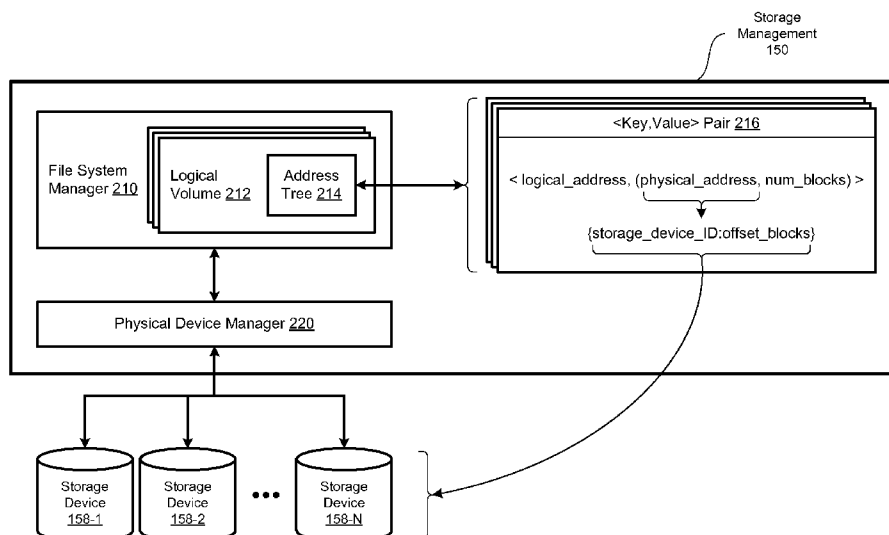 Storage
Management
150
<Key,Value> Pair 216
File System
Manager 210
Logical
Volume 212
Address
Tree 214
< logical_address, (physical_address, num_blocks) >
{storage_device_ID:offset_blocks}
Physical Device Manager 220
Storage
Device
158-1
Storage
Device
158-2
Storage
Device
158-N